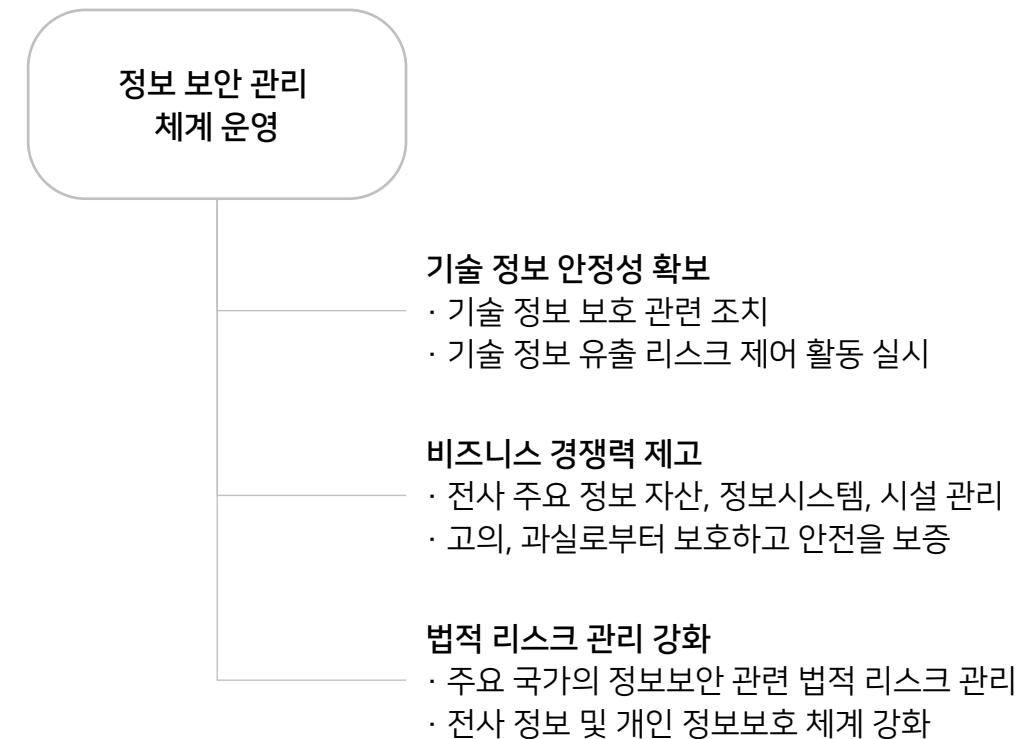 정보 보안 관리
체계 운영
기술 정보 안정성 확보
· 기술 정보 보호 관련 조치
· 기술 정보 유출 리스크 제어 활동 실시
비즈니스 경쟁력 제고
· 전사 주요 정보 자산, 정보시스템, 시설 관리
· 고의, 과실로부터 보호하고 안전을 보증
법적 리스크 관리 강화
· 주요 국가의 정보보안 관련 법적 리스크 관리
· 전사 정보 및 개인 정보보호 체계 강화